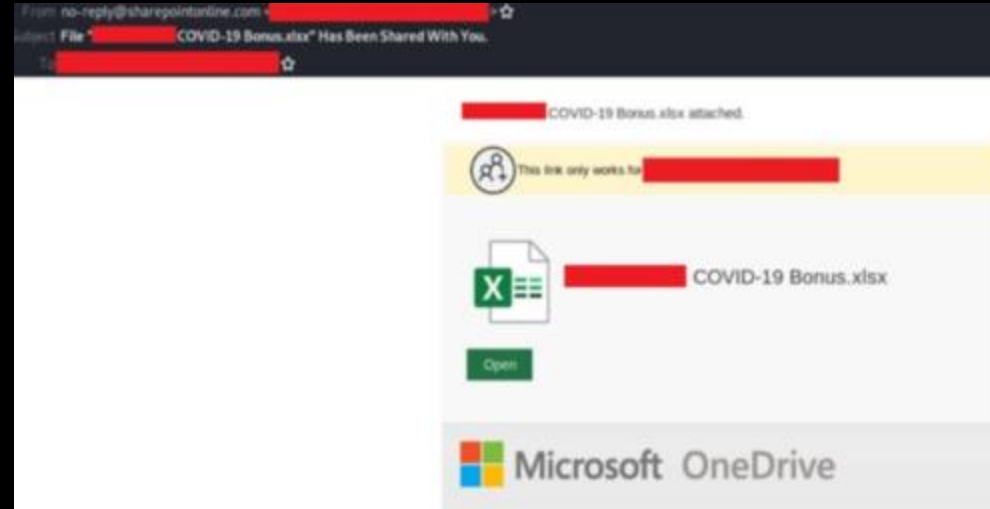 From no-reply@sharepointonline.com < >
Subject File " COVID-19 Bonus.xlsx" Has Been Shared With You.
To
COVID-19 Bonus.xlsx attached.
This link only works for
X
COVID-19 Bonus.xlsx
Open
Microsoft OneDrive